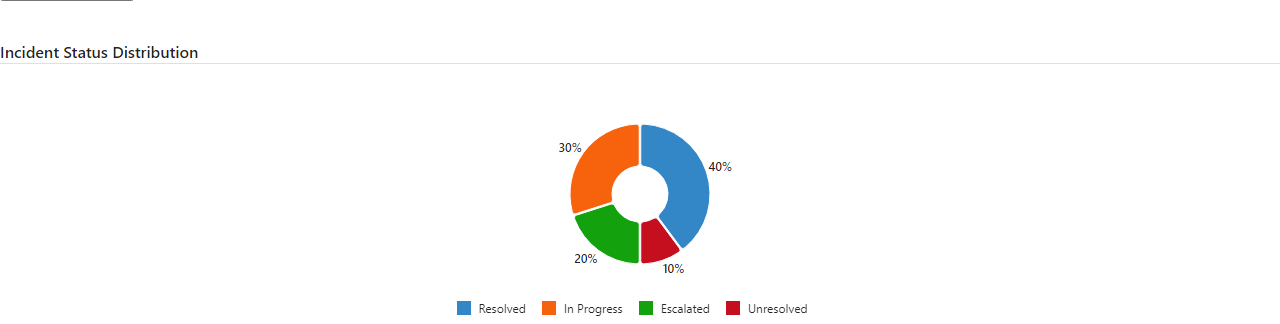 Incident Status Distribution
30%
40%
20%
10%
Resolved In Progress Escalated Unresolved